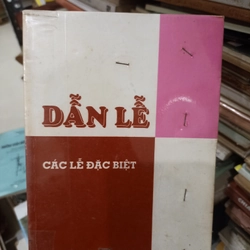 DẪN LỄ
CÁC LỄ ĐẶC BIỆT